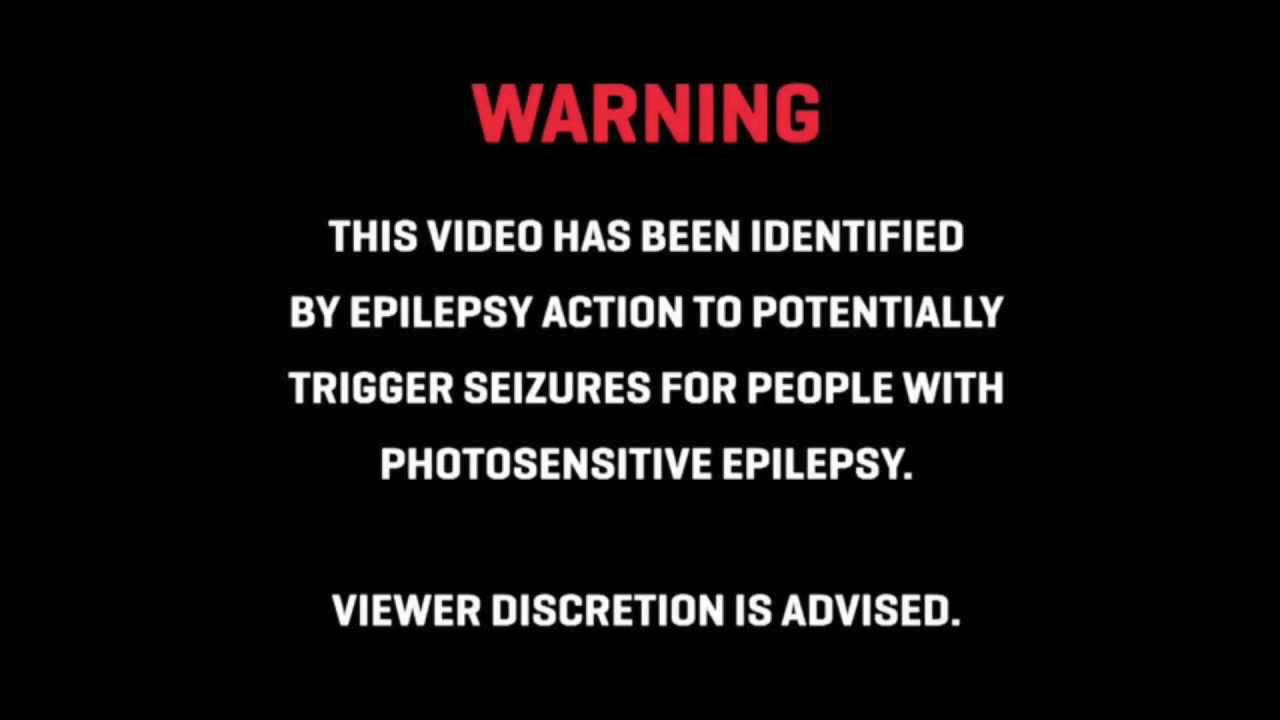 WARNING
THIS VIDEO HAS BEEN IDENTIFIED
BY EPILEPSY ACTION TO POTENTIALLY
TRIGGER SEIZURES FOR PEOPLE WITH
PHOTOSENSITIVE EPILEPSY.
VIEWER DISCRETION IS ADVISED.